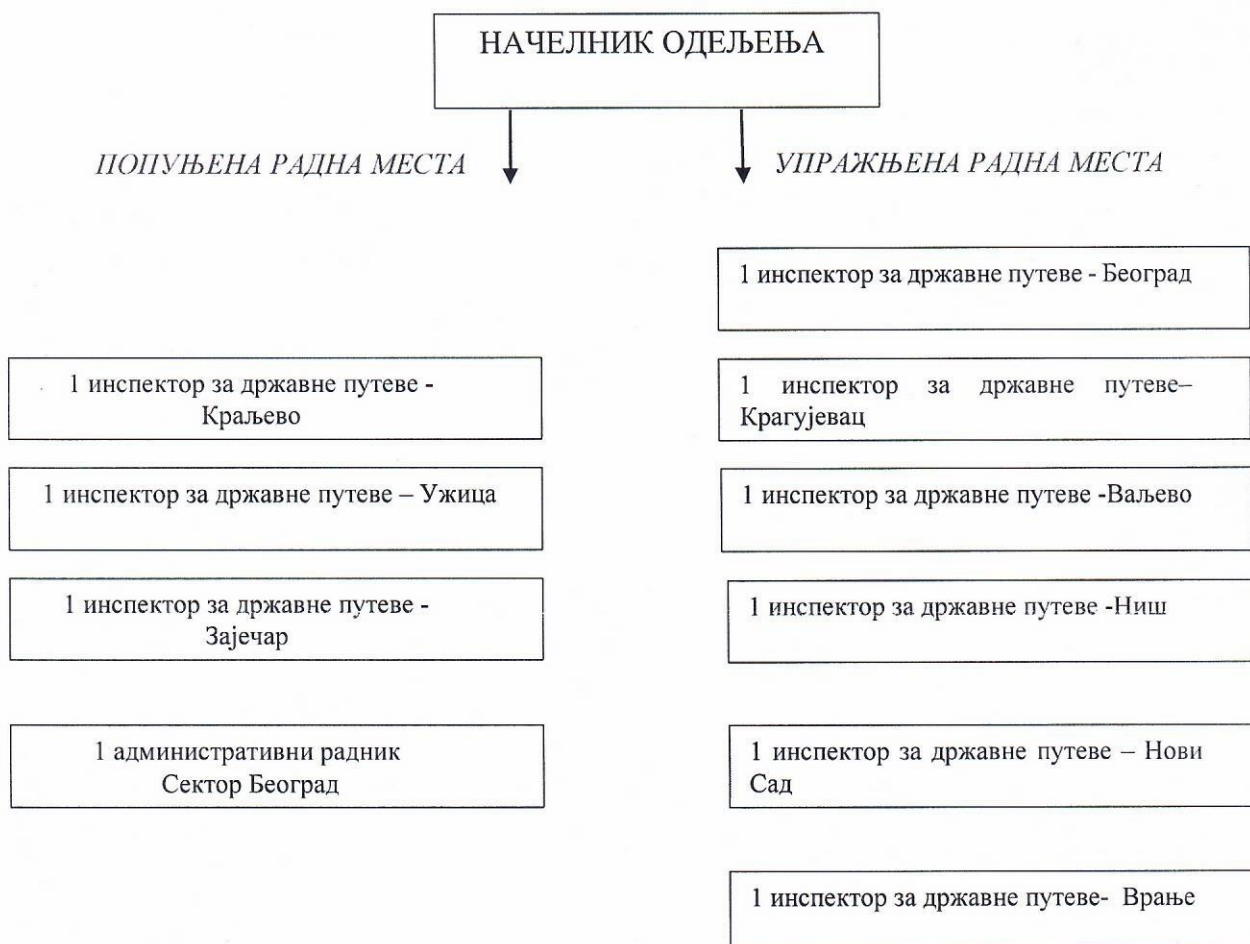 НАЧЕЛНИК ОДЕЉЕЊА
ПОПУЊЕНА РАДНА МЕСТА
УПРАЖЊЕНА РАДНА МЕСТА
1 инспектор за државне путеве -
Краљево
1 инспектор за државне путеве – Ужица
1 инспектор за државне путеве -
Зајечар
1 административни радник
Сектор Београд
1 инспектор за државне путеве - Београд
1 инспектор за државне путеве–
Крагујевац
1 инспектор за државне путеве -Ваљево
1 инспектор за државне путеве -Ниш
1 инспектор за државне путеве – Нови
Сад
1 инспектор за државне путеве- Врање